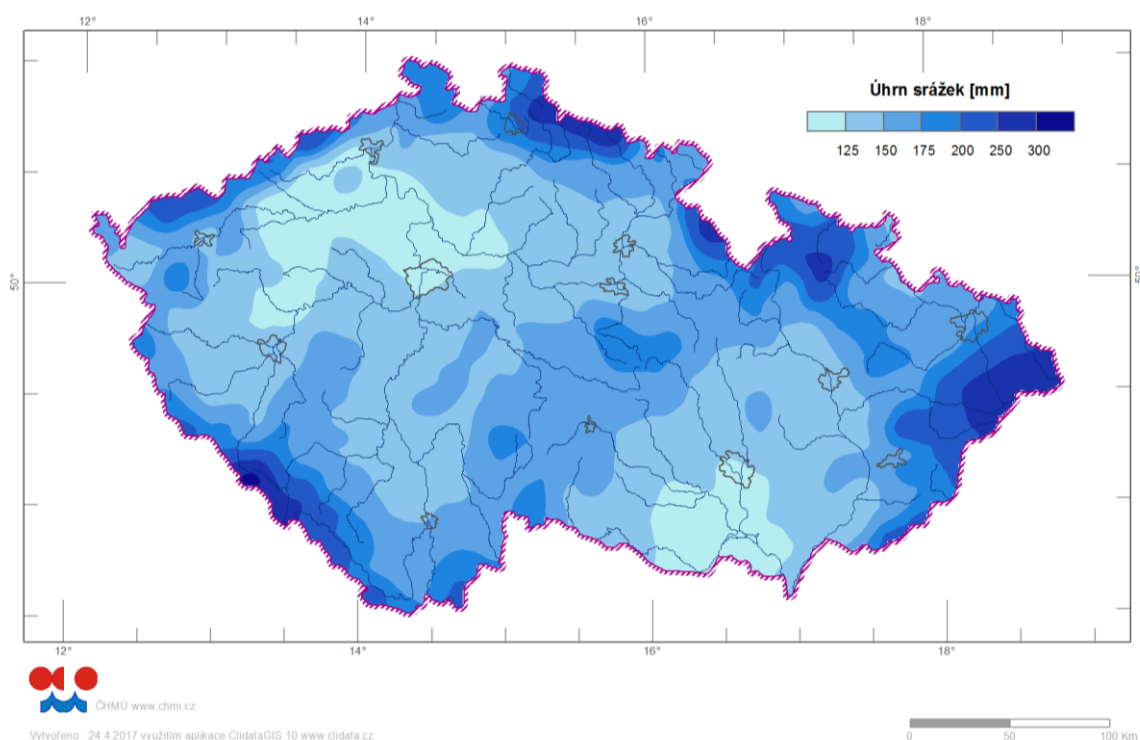 12° 14° 16° 18°
Úhrn srážek [mm]
125 150 175 200 250 300
50° 50°
12° 14° 16° 18°
ČHMÚ www.chmi.cz
Vytvořeno : 24.4.2017 využitím aplikace ClidataGIS 10 www.clidata.cz
0 50 100 Km